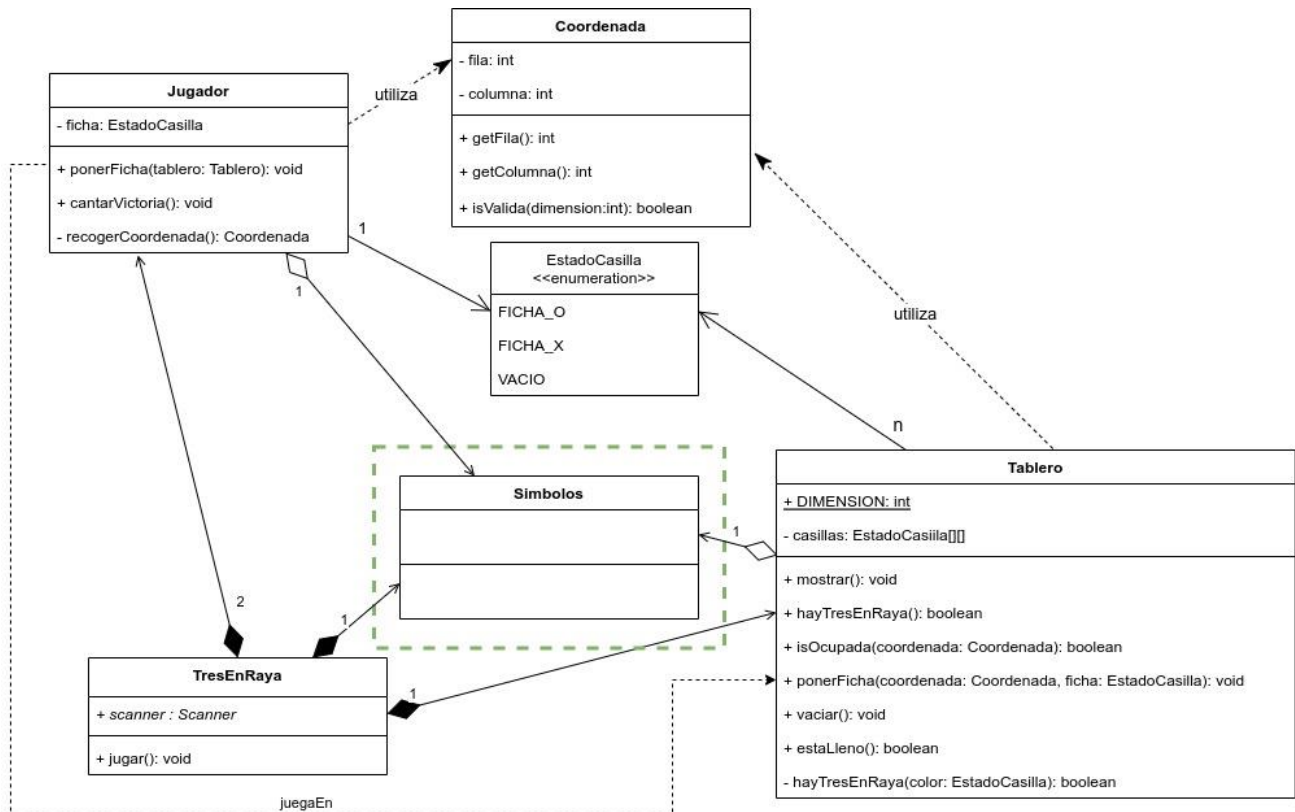 Coordenada
- fila: int
- columna: int
+ getFila(): int
+ getColumna(): int
+ isValida(dimension:int): boolean
Jugador
- ficha: EstadoCasilla
+ ponerFicha(tablero: Tablero): void
+ cantarVictoria(): void
- recogerCoordenada(): Coordenada
utiliza
1
1
EstadoCasilla
<<enumeration>>
FICHA_O
FICHA_X
VACIO
utiliza
n
Simbolos
1
Tablero
+ DIMENSION: int
- casillas: EstadoCasiila[][]
+ mostrar(): void
+ hayTresEnRaya(): boolean
+ isOcupada(coordenada: Coordenada): boolean
+ ponerFicha(coordenada: Coordenada, ficha: EstadoCasilla): void
+ vaciar(): void
+ estaLleno(): boolean
- hayTresEnRaya(color: EstadoCasilla): boolean
2
1
1
TresEnRaya
+ scanner : Scanner
+ jugar(): void
juegaEn